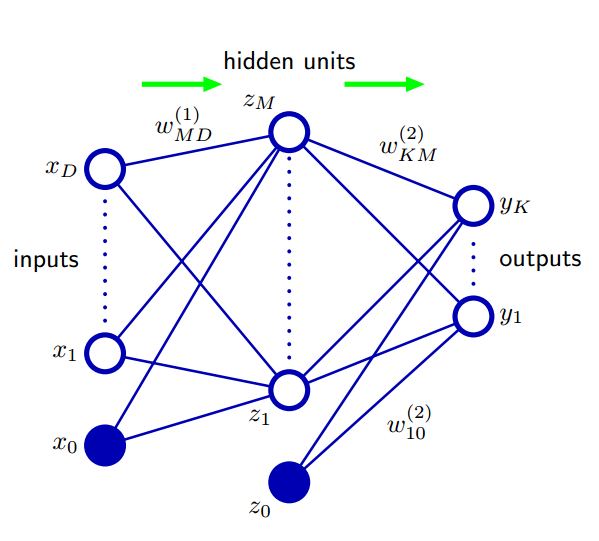 hidden units
z_M
w_{MD}^{(1)}
w_{KM}^{(2)}
x_D
y_K
inputs
outputs
y_1
x_1
z_1
w_{10}^{(2)}
x_0
z_0